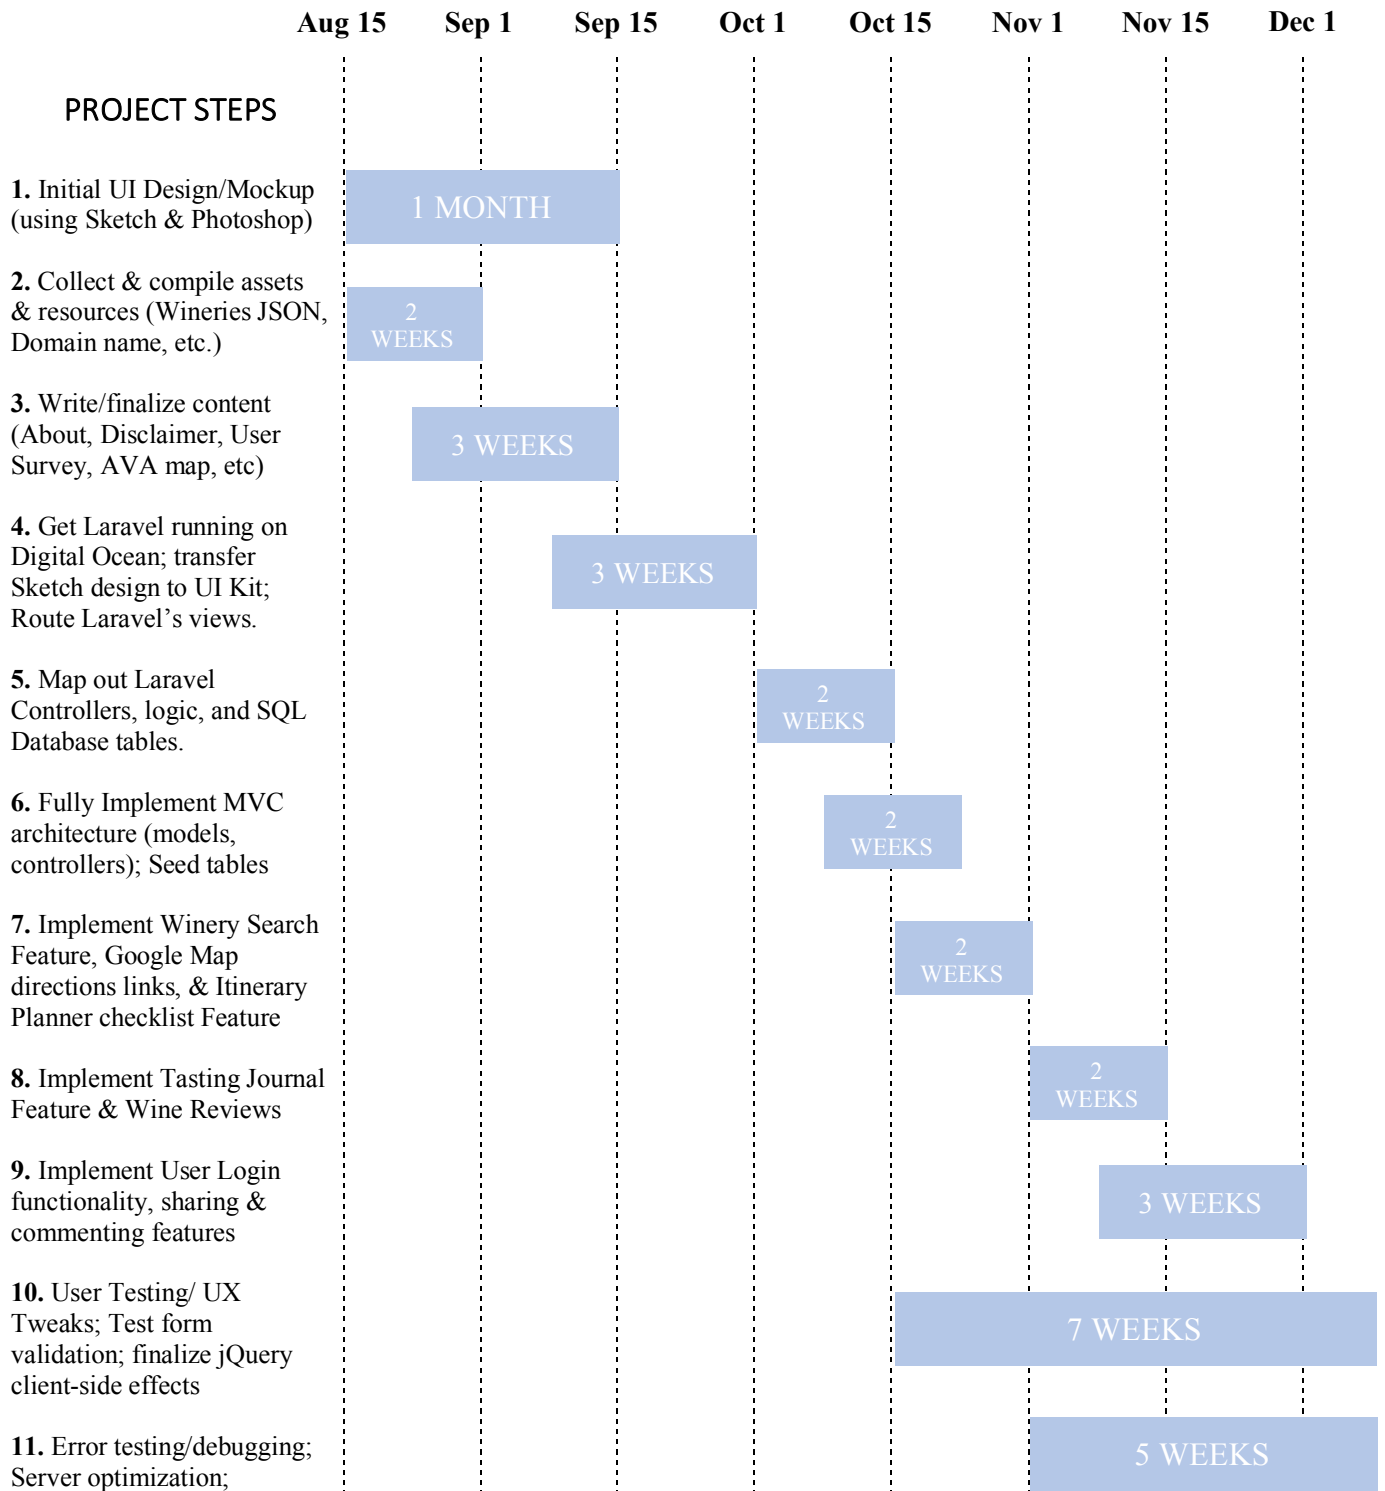 Aug 15 Sep 1 Sep 15 Oct 1 Oct 15 Nov 1 Nov 15 Dec 1
PROJECT STEPS
1. Initial UI Design/Mockup
(using Sketch & Photoshop)
1 MONTH
2. Collect & compile assets
& resources (Wineries JSON,
Domain name, etc.)
2
WEEKS
3. Write/finalize content
(About, Disclaimer, User
Survey, AVA map, etc)
3 WEEKS
4. Get Laravel running on
Digital Ocean; transfer
Sketch design to UI Kit;
Route Laravel’s views.
3 WEEKS
5. Map out Laravel
Controllers, logic, and SQL
Database tables.
2
WEEKS
6. Fully Implement MVC
architecture (models,
controllers); Seed tables
2
WEEKS
7. Implement Winery Search
Feature, Google Map
directions links, & Itinerary
Planner checklist Feature
2
WEEKS
8. Implement Tasting Journal
Feature & Wine Reviews
2
WEEKS
9. Implement User Login
functionality, sharing &
commenting features
3 WEEKS
10. User Testing/ UX
Tweaks; Test form
validation; finalize jQuery
client-side effects
7 WEEKS
11. Error testing/debugging;
Server optimization;
5 WEEKS